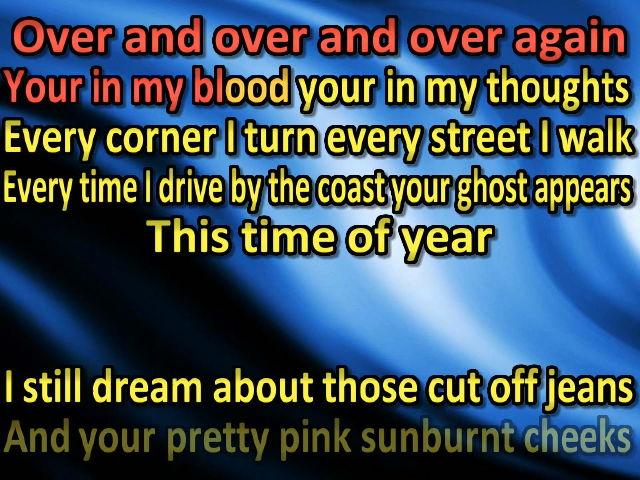 Over and over and over again
Your in my blood your in my thoughts
Every corner I turn every street I walk
Every time I drive by the coast your ghost appears
This time of year
I still dream about those cut off jeans
And your pretty pink sunburnt cheeks